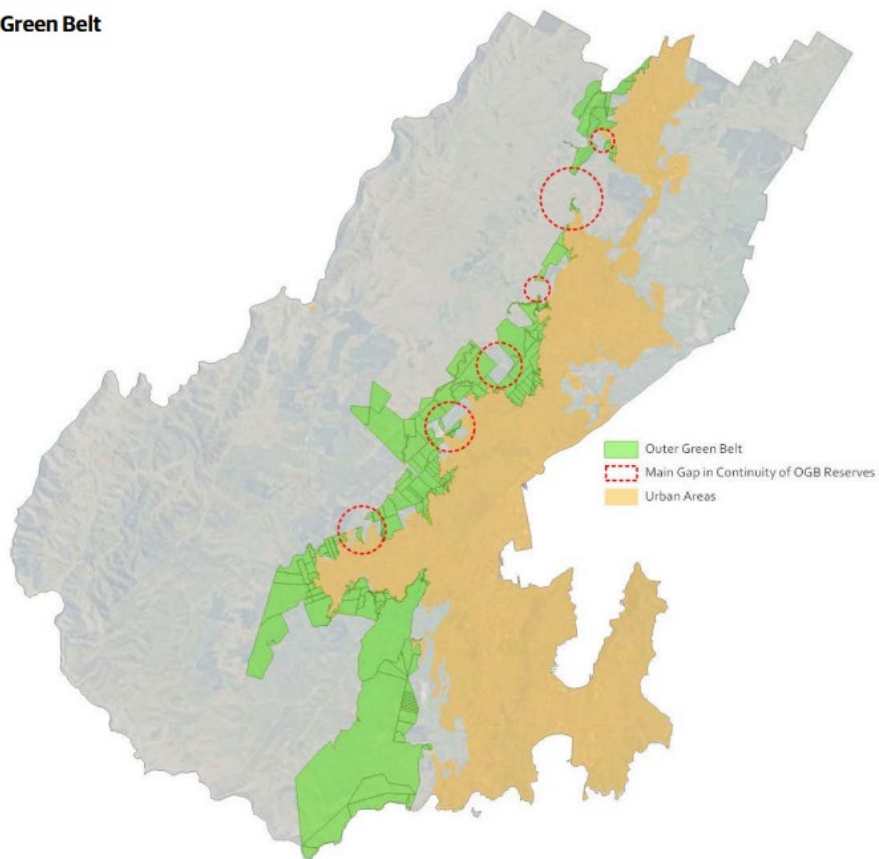 Green Belt
Outer Green Belt
Main Gap in Continuity of OGB Reserves
Urban Areas